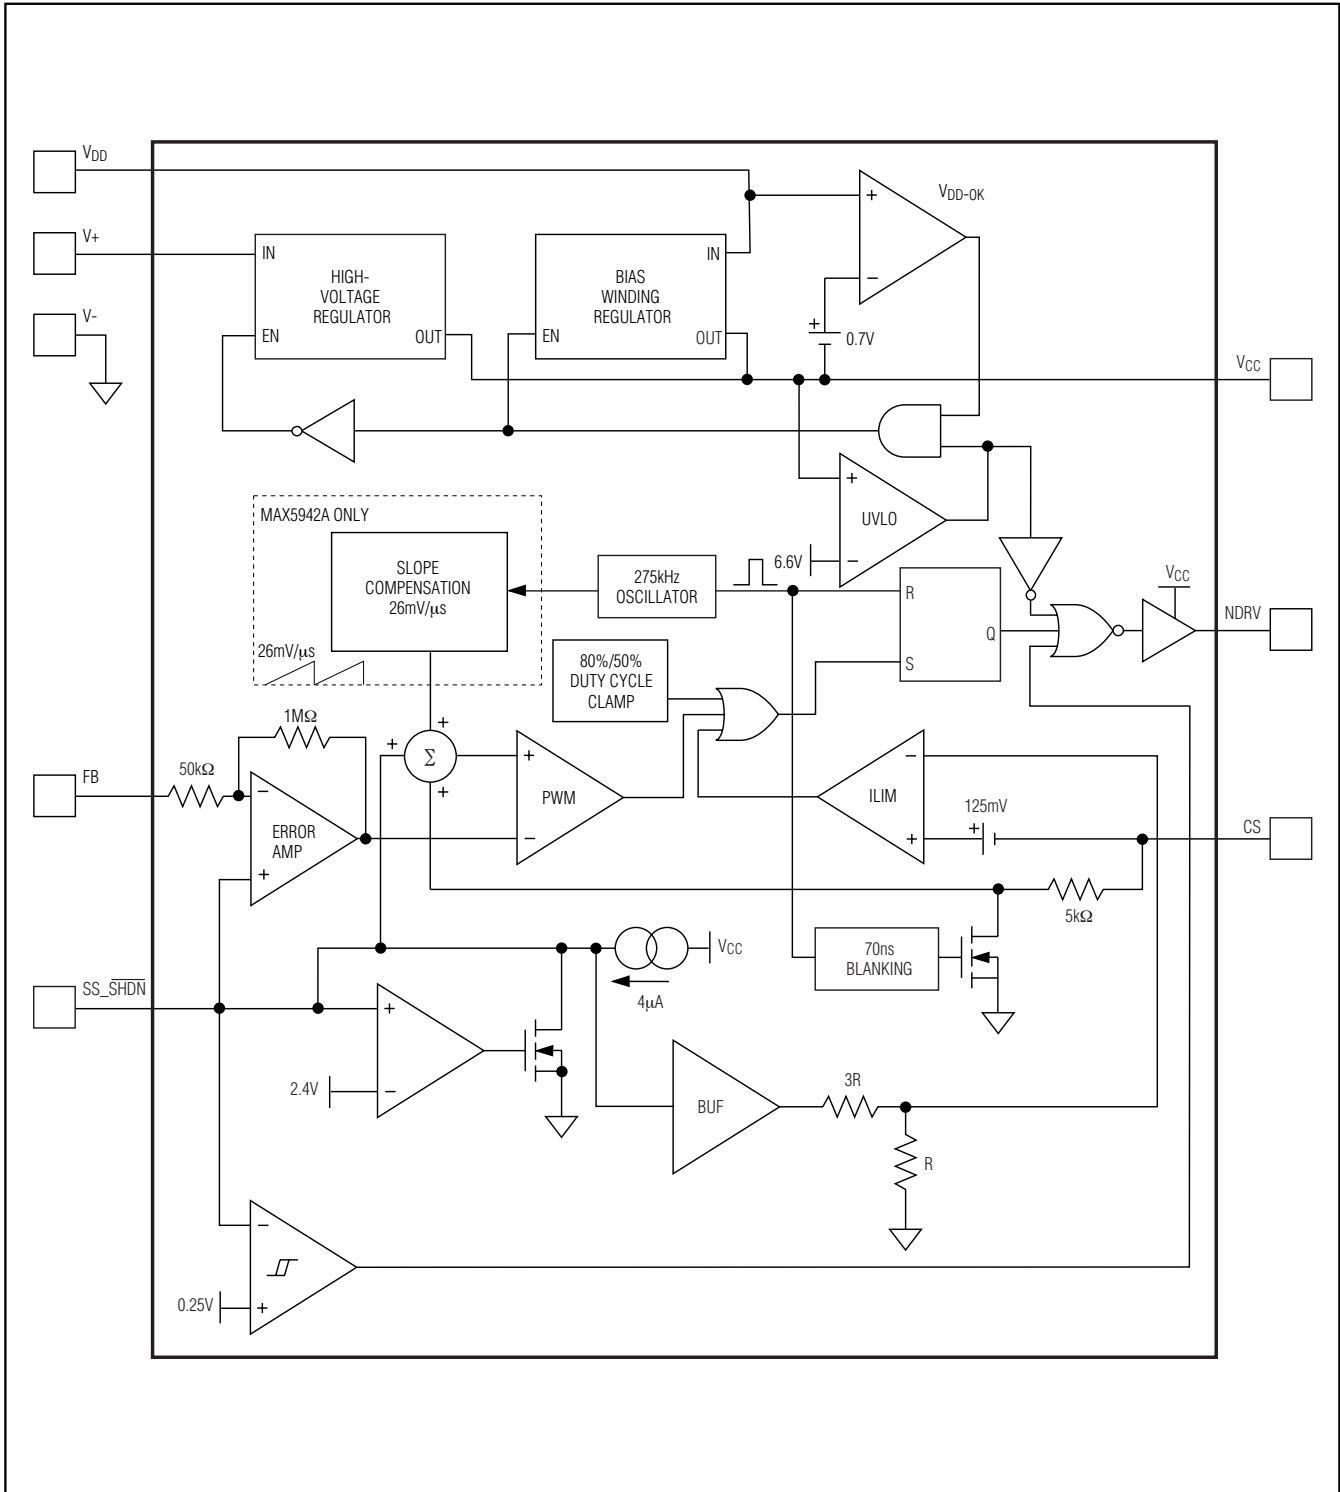 VDD
VDD-OK
+
V+
IN
HIGH-
VOLTAGE
REGULATOR
EN
OUT
BIAS
WINDING
REGULATOR
IN
EN
OUT
−
+
0.7V
V-
VCC
MAX5942A ONLY
SLOPE
COMPENSATION
26mV/µs
26mV/µs
275kHz
OSCILLATOR
6.6V
+
UVLO
−
R
Q
S
VCC
NDRV
80%/50%
DUTY CYCLE
CLAMP
1MΩ
+
+
Σ
+
FB
50kΩ
−
ERROR
AMP
+
+
PWM
−
−
ILIM
+
125mV
+
CS
5kΩ
70ns
BLANKING
VCC
4µA
SS_SHDN
+
2.4V
−
BUF
3R
R
−
0.25V
+